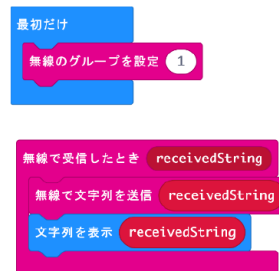 最初だけ
無線のグループを設定 1
無線で受信したとき receivedString
無線で文字列を送信 receivedString
文字列を表示 receivedString